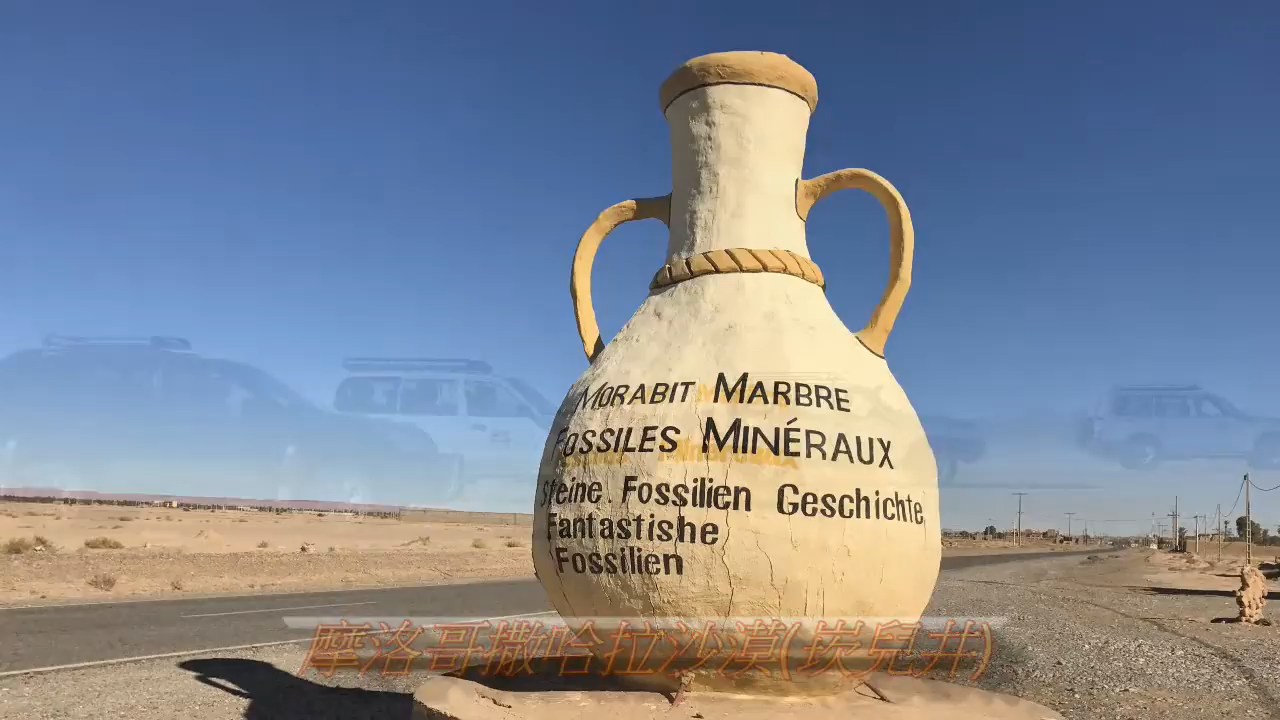 MORABIT MARBRE
FOSSILES MINÉRAUX
Steine. Fossilien Geschichte
Fantastishe
Fossilien
摩洛哥撒哈拉沙漠(崁兒井)